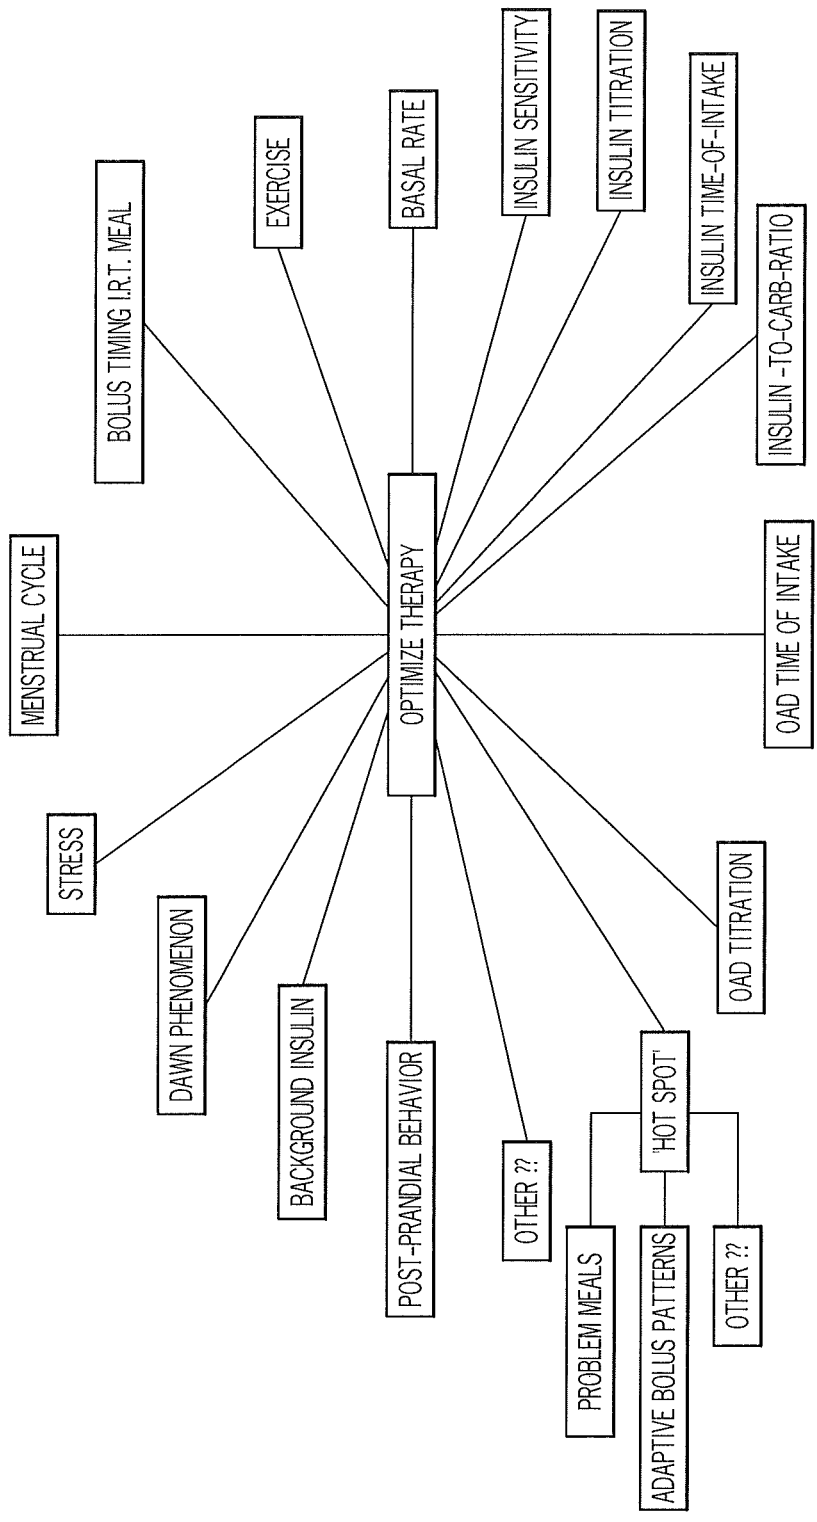 MENSTRUAL CYCLE
STRESS
BOLUS TIMING I.R.T. MEAL
DAWN PHENOMENON
EXERCISE
BACKGROUND INSULIN
BASAL RATE
OPTIMIZE THERAPY
POST-PRANDIAL BEHAVIOR
INSULIN SENSITIVITY
OTHER ??
INSULIN TITRATION
PROBLEM MEALS
'HOT SPOT'
ADAPTIVE BOLUS PATTERNS
OTHER ??
INSULIN TIME-OF-INTAKE
OAD TITRATION
INSULIN -TO-CARB-RATIO
OAD TIME OF INTAKE